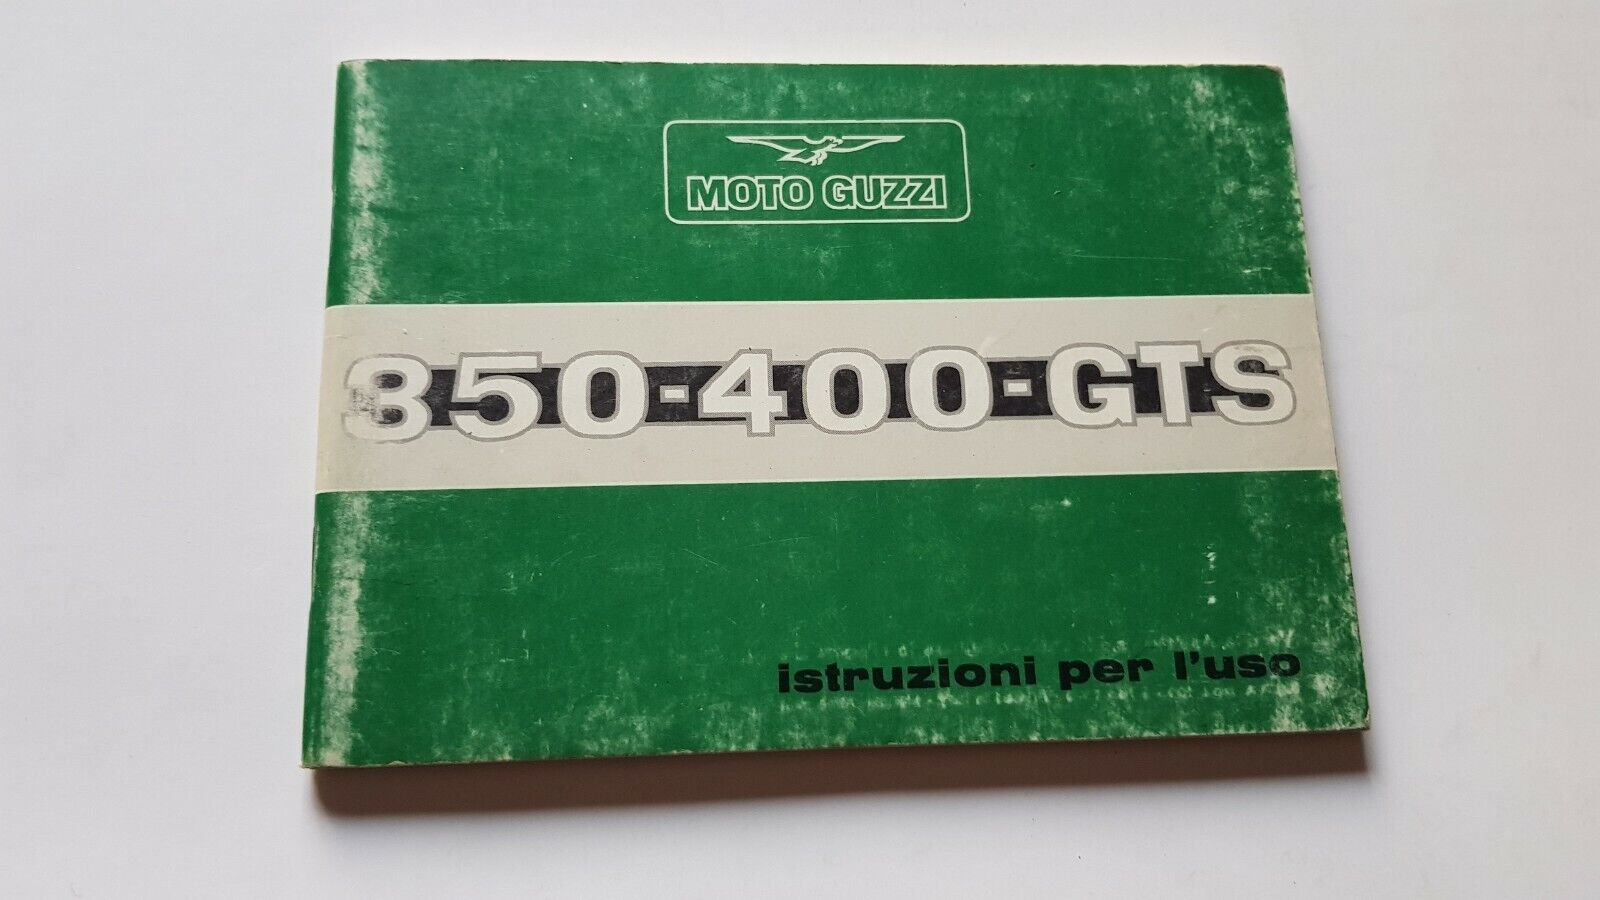 MOTO GUZZI
350-400-GTS
istruzioni per l'uso